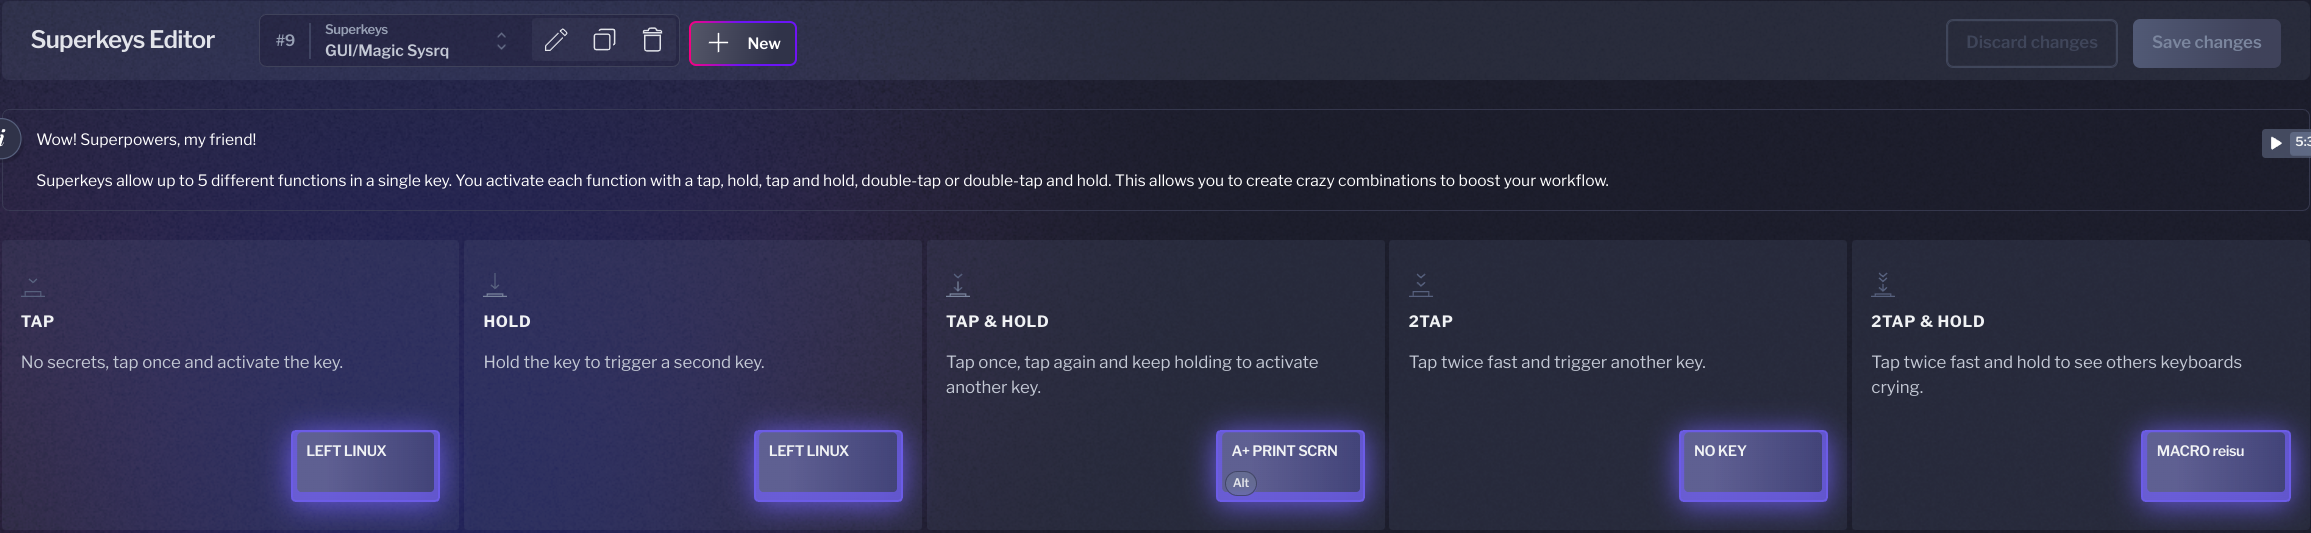 Superkeys Editor
#9
Superkeys
GUI/Magic Sysrq
New
Discard changes
Save changes
i
Wow! Superpowers, my friend!
Superkeys allow up to 5 different functions in a single key. You activate each function with a tap, hold, tap and hold, double-tap or double-tap and hold. This allows you to create crazy combinations to boost your workflow.
TAP
No secrets, tap once and activate the key.
LEFT LINUX
HOLD
Hold the key to trigger a second key.
LEFT LINUX
TAP & HOLD
Tap once, tap again and keep holding to activate
another key.
A+ PRINT SCRN
Alt
2TAP
Tap twice fast and trigger another key.
NO KEY
2TAP & HOLD
Tap twice fast and hold to see others keyboards
crying.
MACRO reisu